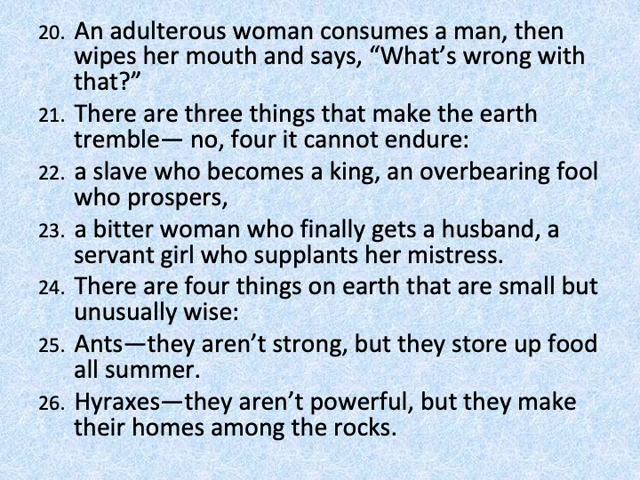 20. An adulterous woman consumes a man, then
wipes her mouth and says, “What’s wrong with
that?”
21. There are three things that make the earth
tremble— no, four it cannot endure:
22. a slave who becomes a king, an overbearing fool
who prospers,
23. a bitter woman who finally gets a husband, a
servant girl who supplants her mistress.
24. There are four things on earth that are small but
unusually wise:
25. Ants—they aren’t strong, but they store up food
all summer.
26. Hyraxes—they aren’t powerful, but they make
their homes among the rocks.